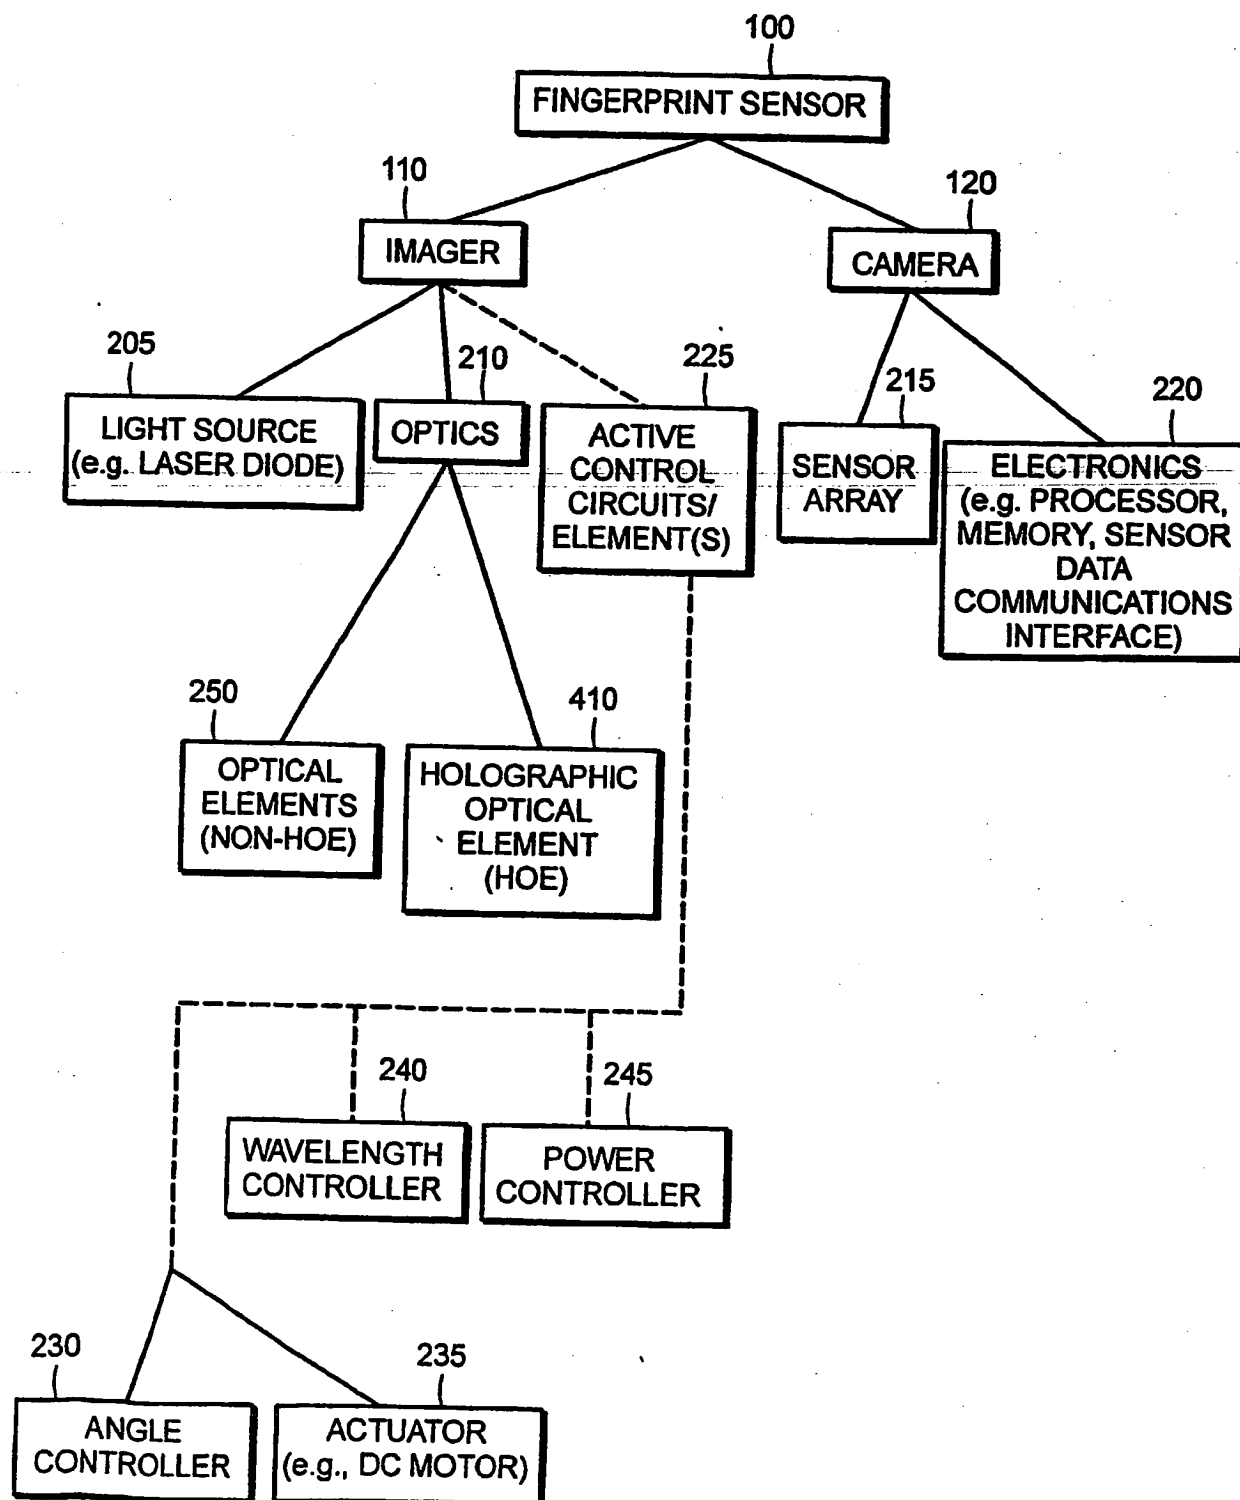 100
FINGERPRINT SENSOR
110
IMAGER
120
CAMERA
205
LIGHT SOURCE
(e.g. LASER DIODE)
210
OPTICS
225
ACTIVE
CONTROL
CIRCUITS/
ELEMENT(S)
215
SENSOR
ARRAY
220
ELECTRONICS
(e.g. PROCESSOR,
MEMORY, SENSOR
DATA
COMMUNICATIONS
INTERFACE)
250
OPTICAL
ELEMENTS
(NON-HOE)
410
HOLOGRAPHIC
OPTICAL
ELEMENT
(HOE)
240
WAVELENGTH
CONTROLLER
245
POWER
CONTROLLER
230
ANGLE
CONTROLLER
235
ACTUATOR
(e.g., DC MOTOR)